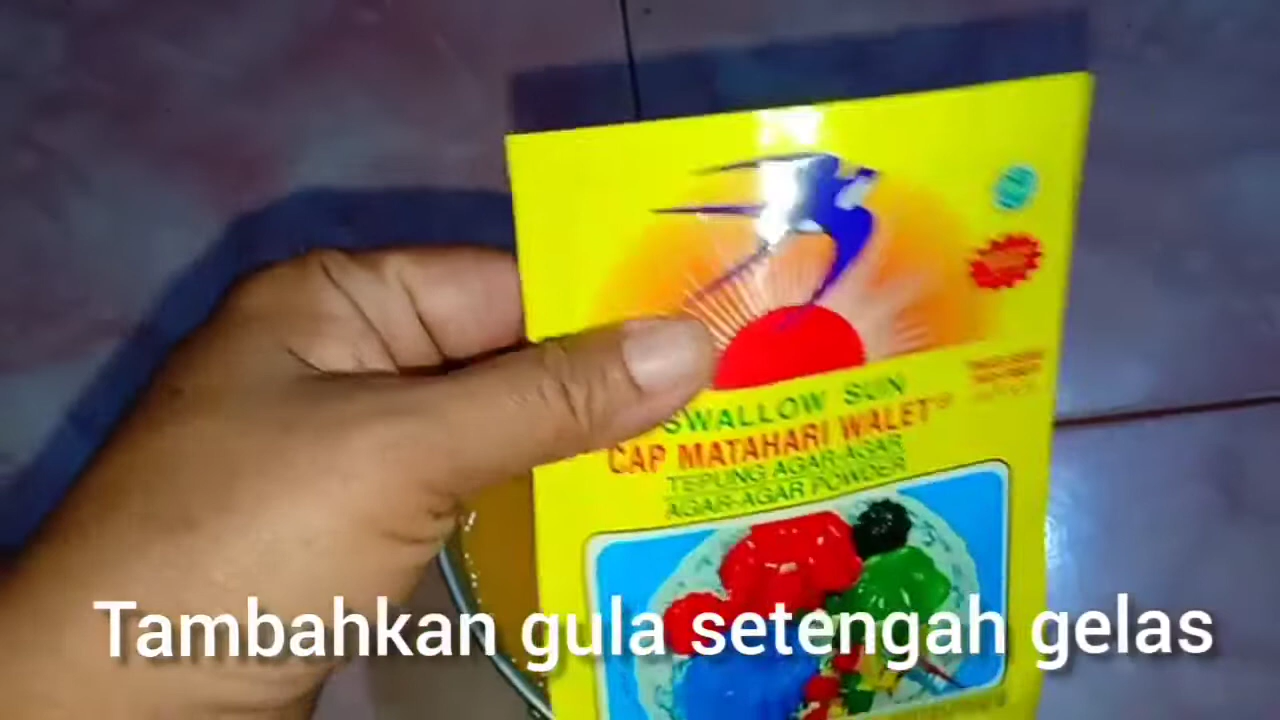 SWALLOW SUN
CAP MATAHARI WALET®
TEPUNG AGAR-AGAR
AGAR-AGAR POWDER
Tambahkan gula setengah gelas